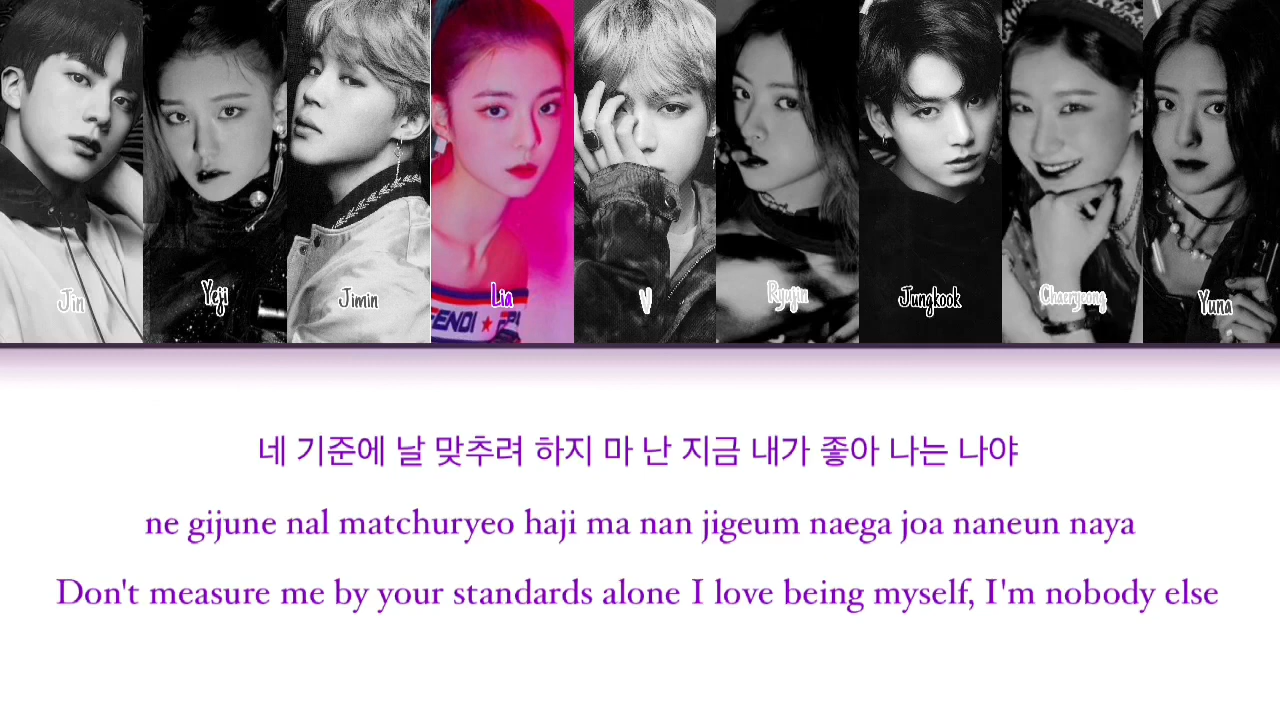 Jin Yeji Jimin Lia V Ryujin Jungkook Chaeryeong Yuna
FENDI
네 기준에 날 맞추려 하지 마 난 지금 내가 좋아 나는 나야
ne gijune nal matchuryeo haji ma nan jigeum naega joa naneun naya
Don't measure me by your standards alone I love being myself, I'm nobody else